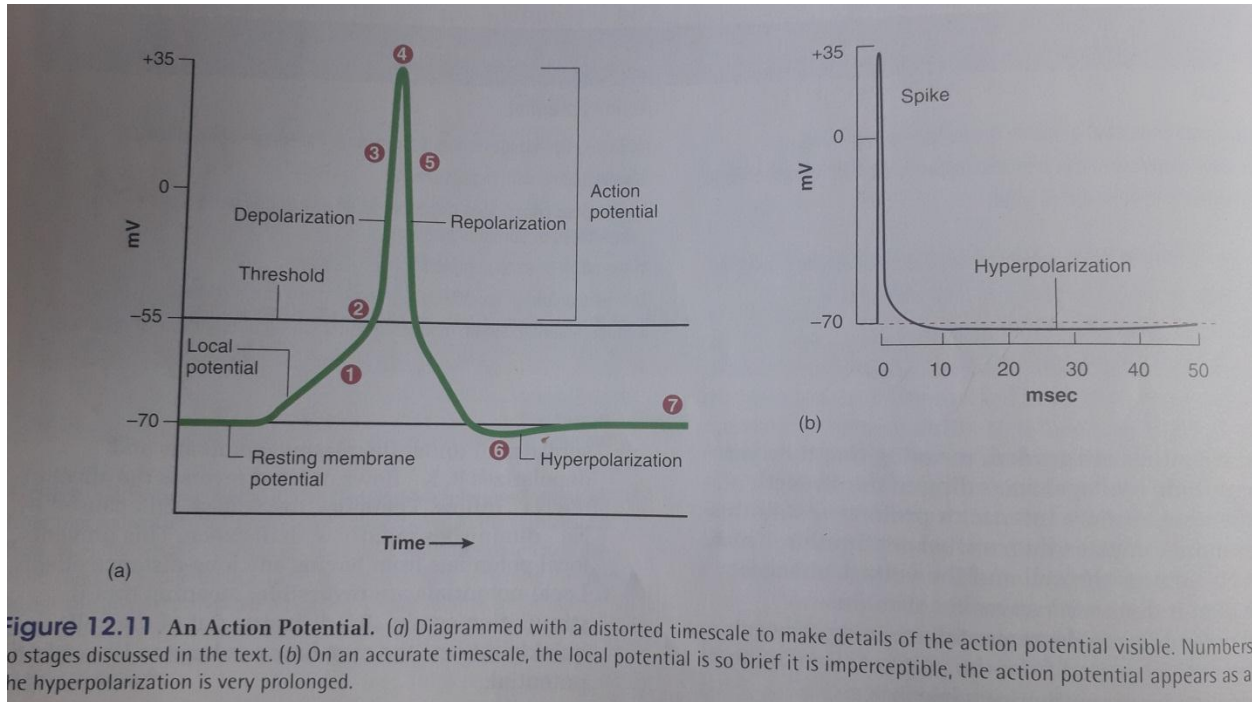 +35
4
3
5
0
mV
Depolarization
Repolarization
Action
potential
Threshold
2
−55
Local
potential
1
−70
7
6
Resting membrane
potential
Hyperpolarization
Time
(a)
+35
Spike
0
mV
Hyperpolarization
−70
0 10 20 30 40 50
msec
(b)
Figure 12.11 An Action Potential. (a) Diagrammed with a distorted timescale to make details of the action potential visible. Numbers
o stages discussed in the text. (b) On an accurate timescale, the local potential is so brief it is imperceptible, the action potential appears as a
he hyperpolarization is very prolonged.